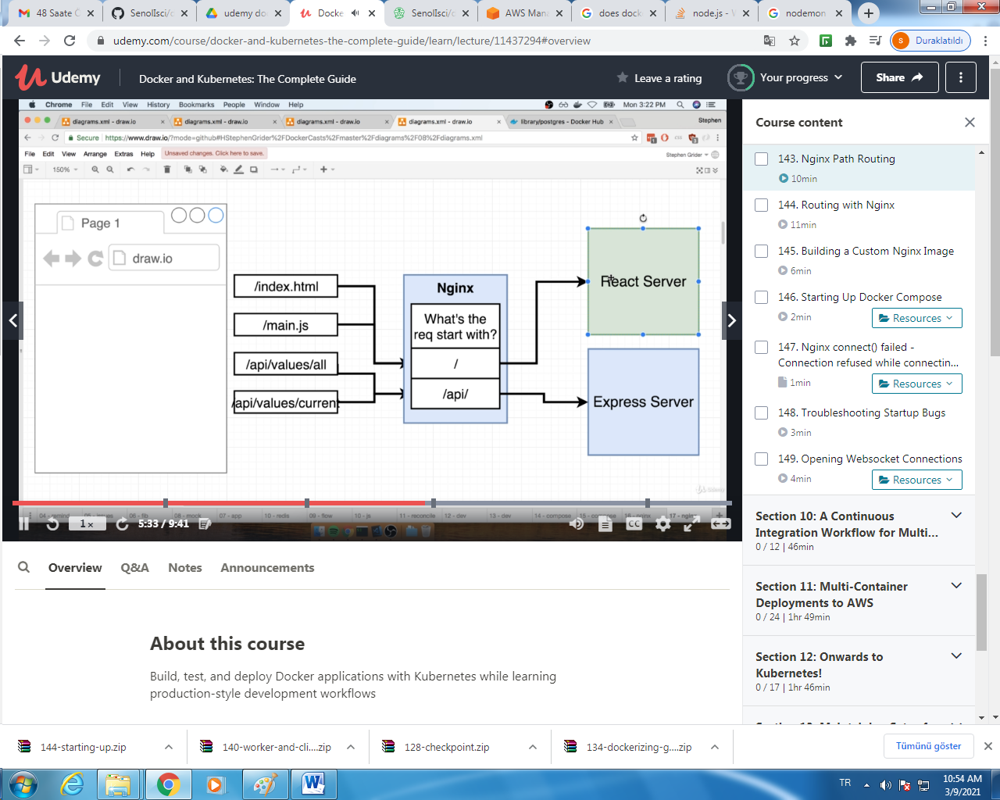 48 Saate
SenolIsci/c
udemy do
Docke
SenolIsci/c
AWS Mana
does dock
node.js -
nodemon
udemy.com/course/docker-and-kubernetes-the-complete-guide/learn/lecture/11437294#overview
s
Duraklatıldı
Udemy
Docker and Kubernetes: The Complete Guide
Leave a rating
Your progress
Share
Chrome File Edit View History Bookmarks People Window Help
Mon 3:22 PM
diagrams.xml - draw.io
diagrams.xml - draw.io
diagrams.xml - draw.io
diagrams.xml - draw.io
library/postgres - Docker Hub
Stephen
Secure
https://www.draw.io/?mode=github#HStephenGrider%2FDockerCasts%2Fmaster%2Fdiagrams%2F08%2Fdiagrams.xml
File Edit View Arrange Extras Help
Unsaved changes. Click here to save.
Stephen Grider
150%
Page 1
draw.io
/index.html
/main.js
/api/values/all
/api/values/current
Nginx
What's the
req start with?
/
/api/
React Server
Express Server
Udemy
04 - remind
05 - issues
06 - fib
08 - mock
07 - app
10 - redis
09 - flow
10 - js
11 - reconcile
12 - dev
13 - dev
14 - compose
15 - compose
16 - nginx
17 - nginx
1x
5:33 / 9:41
CC
Course content
143. Nginx Path Routing
10min
144. Routing with Nginx
11min
145. Building a Custom Nginx Image
6min
146. Starting Up Docker Compose
2min
Resources
147. Nginx connect() failed -
Connection refused while connectin...
1min
Resources
148. Troubleshooting Startup Bugs
3min
149. Opening Websocket Connections
4min
Resources
Section 10: A Continuous
Integration Workflow for Multi...
0 / 12 | 46min
Section 11: Multi-Container
Deployments to AWS
0 / 24 | 1hr 49min
Section 12: Onwards to
Kubernetes!
0 / 17 | 1hr 46min
Overview
Q&A
Notes
Announcements
About this course
Build, test, and deploy Docker applications with Kubernetes while learning
production-style development workflows
144-starting-up.zip
140-worker-and-cli....zip
128-checkpoint.zip
134-dockerizing-g....zip
Tümünü göster
TR
10:54 AM
3/9/2021